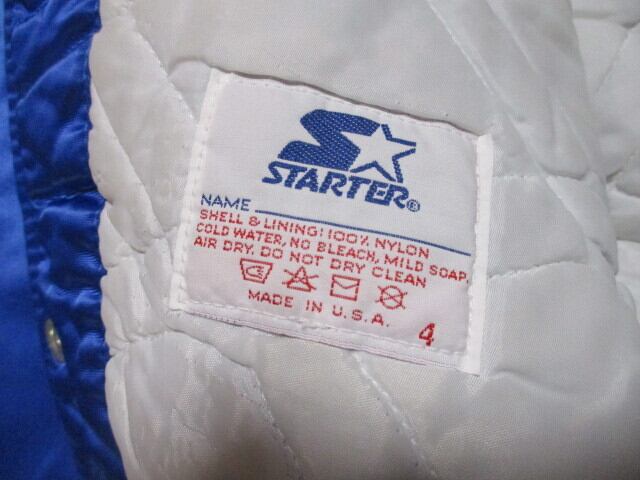 STARTER®
NAME
SHELL & LINING: 100% NYLON
COLD WATER, NO BLEACH, MILD SOAP,
AIR DRY. DO NOT DRY CLEAN
MADE IN U.S.A.
4